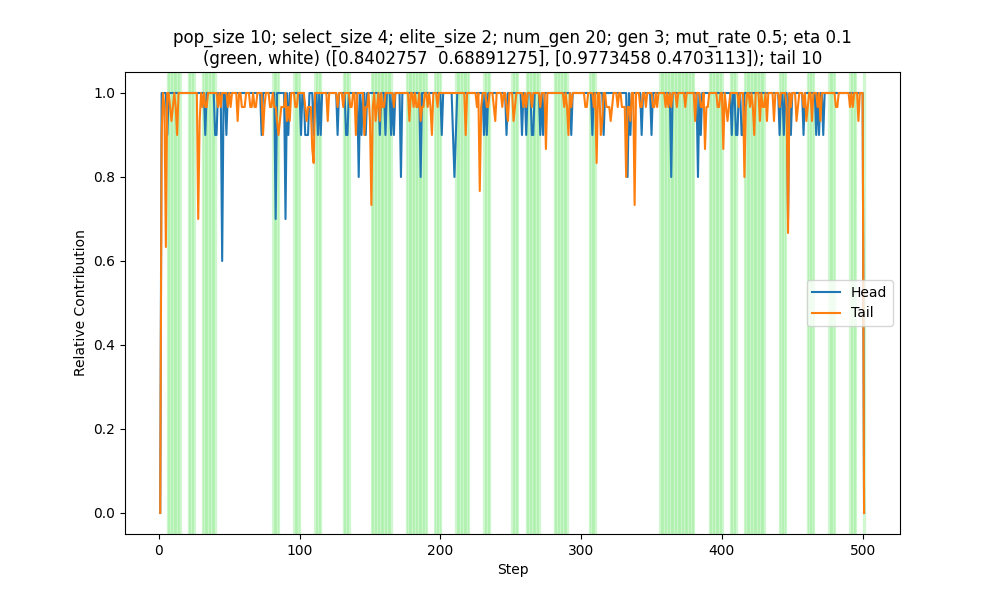 pop_size 10; select_size 4; elite_size 2; num_gen 20; gen 3; mut_rate 0.5; eta 0.1
(green, white) ([0.8402757  0.68891275], [0.9773458 0.4703113]); tail 10
1.0
0.8
0.6
0.4
0.2
0.0
Relative Contribution
Head
Tail
0
100
200
300
400
500
Step